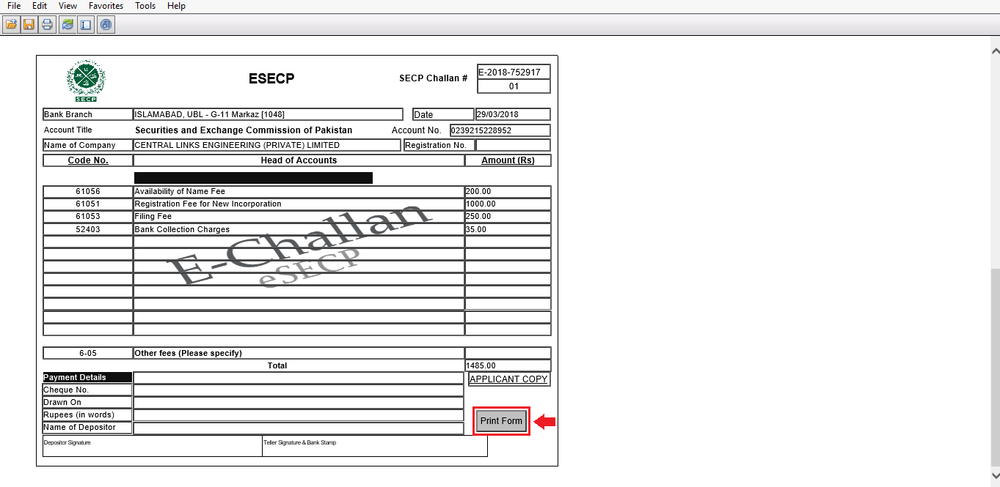 File Edit View Favorites Tools Help
SECP
ESECP
SECP Challan #
E-2018-752917
01
Bank Branch ISLAMABAD, UBL - G-11 Markaz [1048] Date 29/03/2018
Account Title Securities and Exchange Commission of Pakistan Account No. 0239215228952
Name of Company CENTRAL LINKS ENGINEERING (PRIVATE) LIMITED Registration No.
Code No. Head of Accounts Amount (Rs)
61056 Availability of Name Fee 200.00
61051 Registration Fee for New Incorporation 1000.00
61053 Filing Fee 250.00
52403 Bank Collection Charges 35.00
E-Challan
eSECP
6-05 Other fees (Please specify)
Total 1485.00
Payment Details APPLICANT COPY
Cheque No.
Drawn On
Rupees (in words)
Print Form
Name of Depositor
Depositor Signature Teller Signature & Bank Stamp